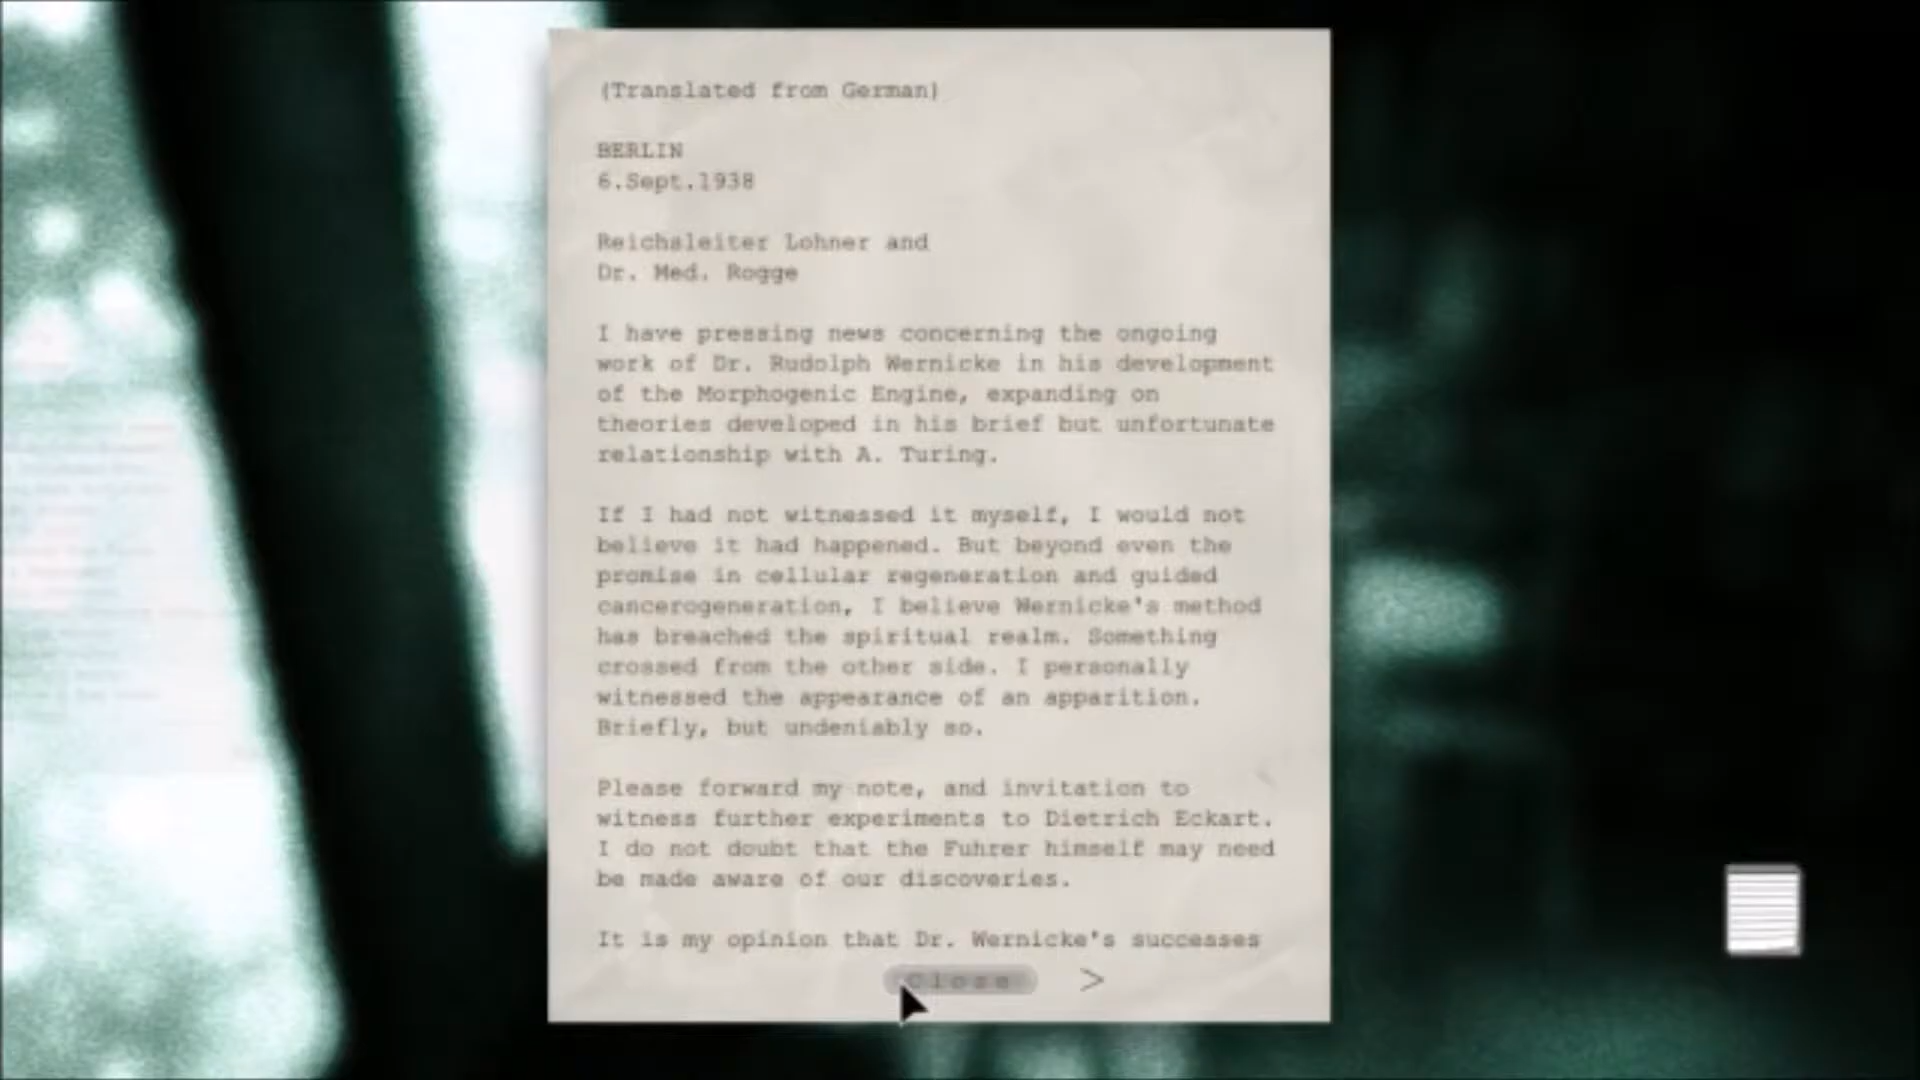 (Translated from German)
BERLIN
6.Sept.1938
Reichsleiter Lohner and
Dr. Med. Rogge
I have pressing news concerning the ongoing
work of Dr. Rudolph Wernicke in his development
of the Morphogenic Engine, expanding on
theories developed in his brief but unfortunate
relationship with A. Turing.
If I had not witnessed it myself, I would not
believe it had happened. But beyond even the
promise in cellular regeneration and guided
cancerogeneration, I believe Wernicke's method
has breached the spiritual realm. Something
crossed from the other side. I personally
witnessed the appearance of an apparition.
Briefly, but undeniably so.
Please forward my note, and invitation to
witness further experiments to Dietrich Eckart.
I do not doubt that the Fuhrer himself may need
be made aware of our discoveries.
It is my opinion that Dr. Wernicke's successes
Close >